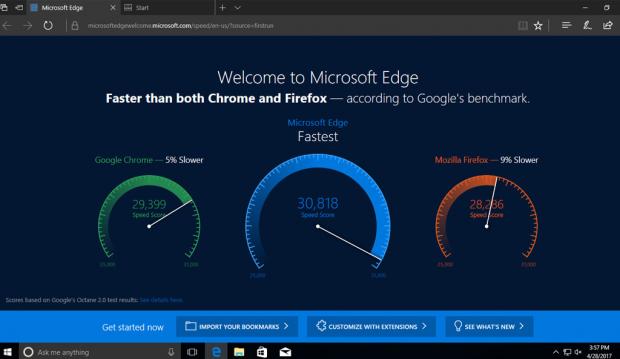 Microsoft Edge
Start
microsoftedgewelcome.microsoft.com/speed/en-us/?source=firstrun
Welcome to Microsoft Edge
Faster than both Chrome and Firefox — according to Google's benchmark.
Microsoft Edge
Fastest
Google Chrome — 5% Slower
Mozilla Firefox — 9% Slower
29,399
Speed Score
30,818
Speed Score
28,286
Speed Score
25,000
31,000
25,000
31,000
25,000
31,000
Scores based on Google's Octane 2.0 test results: See details here.
Get started now
IMPORT YOUR BOOKMARKS
CUSTOMIZE WITH EXTENSIONS
SEE WHAT'S NEW
Ask me anything
3:57 PM
4/28/2017